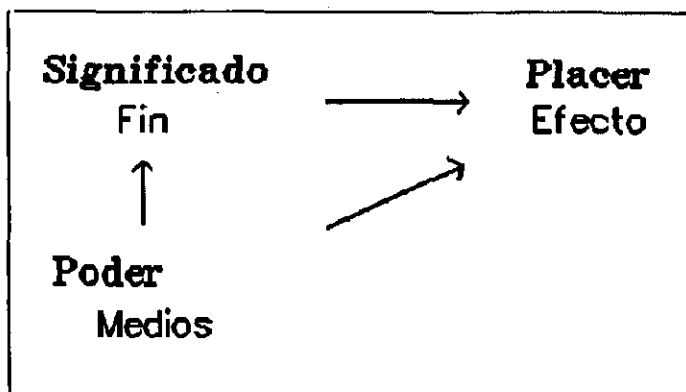 Significado
Fin
Placer
Efecto
Poder
Medios